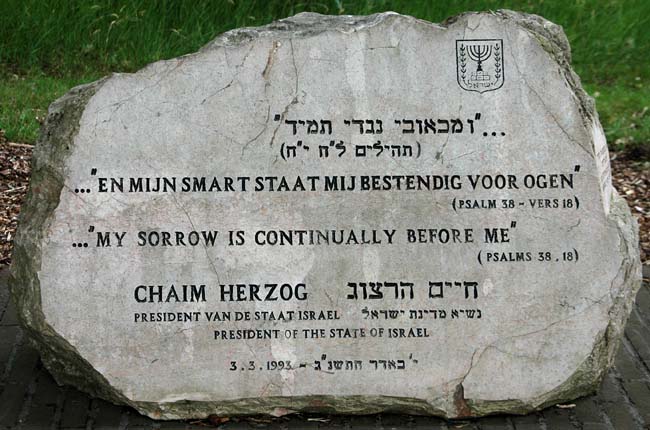 ישראל
..."ומכאובי נגדי תמיד"
(תהילים ל"ח י"ח)
..."EN MIJN SMART STAAT MIJ BESTENDIG VOOR OGEN"
(PSALM 38 - VERS 18)
..."MY SORROW IS CONTINUALLY BEFORE ME"
(PSALMS 38,18)
CHAIM HERZOG חיים הרצוג
PRESIDENT VAN DE STAAT ISRAEL נשיא מדינת ישראל
PRESIDENT OF THE STATE OF ISRAEL
3.3.1993 - י' באדר התשנ"ג